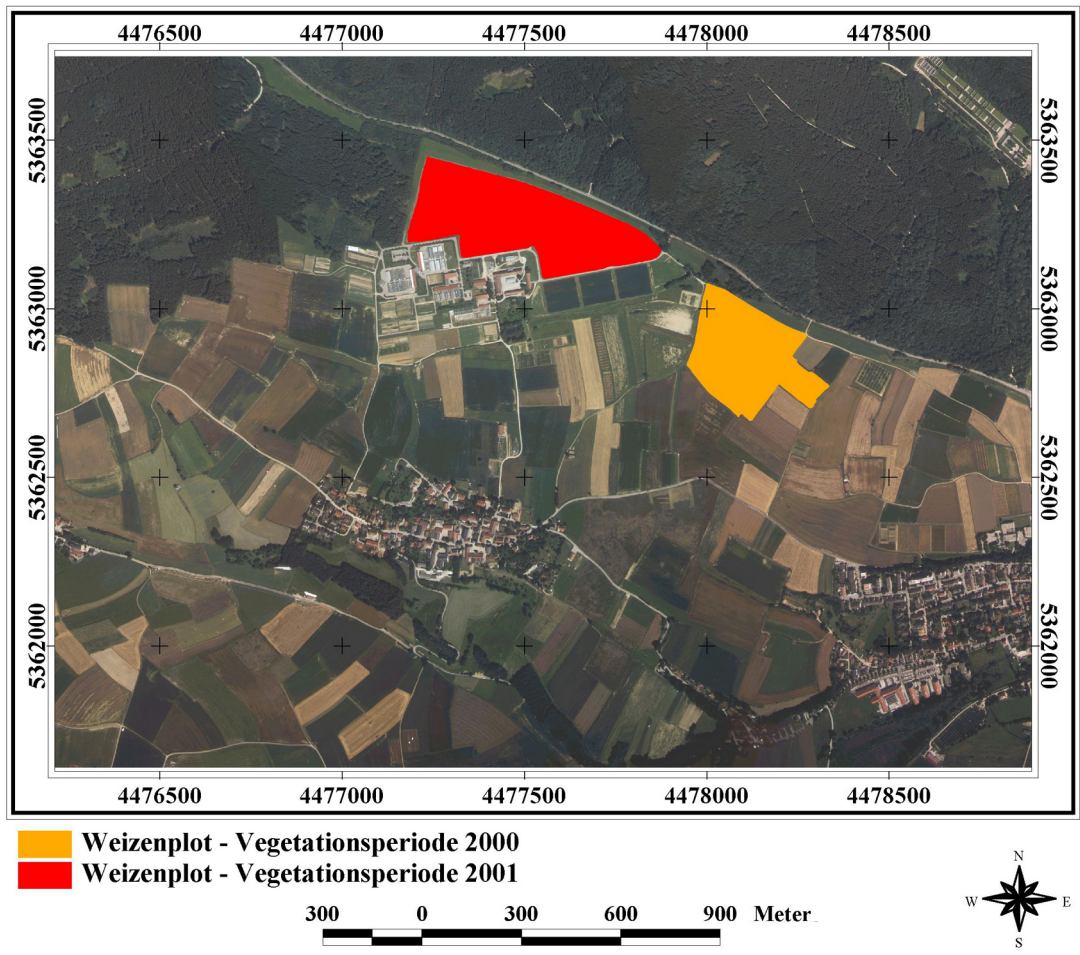 4476500 4477000 4477500 4478000 4478500
5363500 5363500
5363000 5363000
5362500 5362500
5362000 5362000
4476500 4477000 4477500 4478000 4478500
Weizenplot - Vegetationsperiode 2000
Weizenplot - Vegetationsperiode 2001
300 0 300 600 900 Meter
N
W E
S